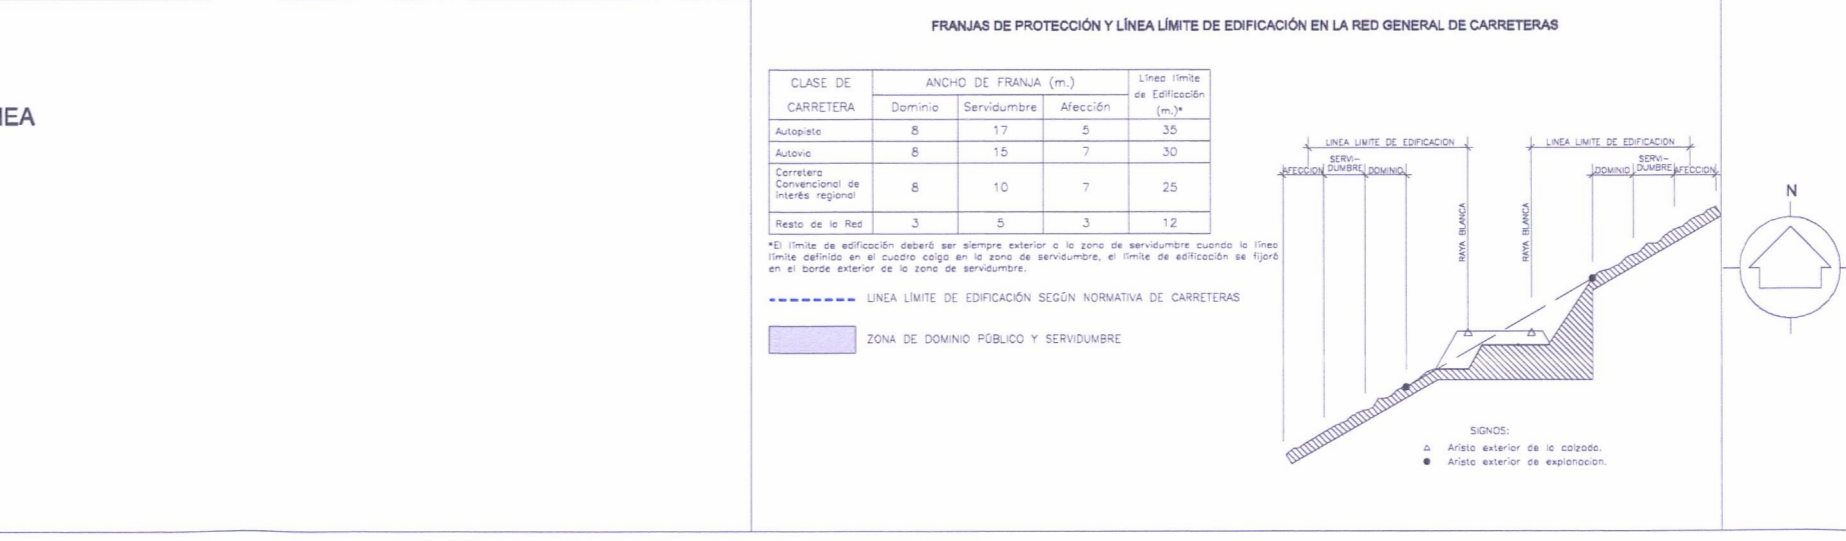 IEA
FRANJAS DE PROTECCIÓN Y LÍNEA LÍMITE DE EDIFICACIÓN EN LA RED GENERAL DE CARRETERAS
CLASE DE CARRETERA
ANCHO DE FRANJA (m.)
Línea límite de Edificación (m.)*
Dominio Servidumbre Afección
Autopista 8 17 5 35
Autovía 8 15 7 30
Carretera
Convencional de
interés regional 8 10 7 25
Resto de la Red 3 5 3 12
*El límite de edificación deberá ser siempre exterior a la zona de servidumbre cuando la línea
límite definida en el cuadro caiga en la zona de servidumbre, el límite de edificación se fijará
en el borde exterior de la zona de servidumbre.
LINEA LÍMITE DE EDIFICACIÓN SEGÚN NORMATIVA DE CARRETERAS
ZONA DE DOMINIO PÚBLICO Y SERVIDUMBRE
LINEA LIMITE DE EDIFICACION
LINEA LIMITE DE EDIFICACION
AFECCION
SERVI-
DUMBRE
DOMINIO
DOMINIO
SERVI-
DUMBRE
AFECCION
RAYA BLANCA
RAYA BLANCA
N
SIGNOS:
Arista exterior de la calzada.
Arista exterior de explanacion.